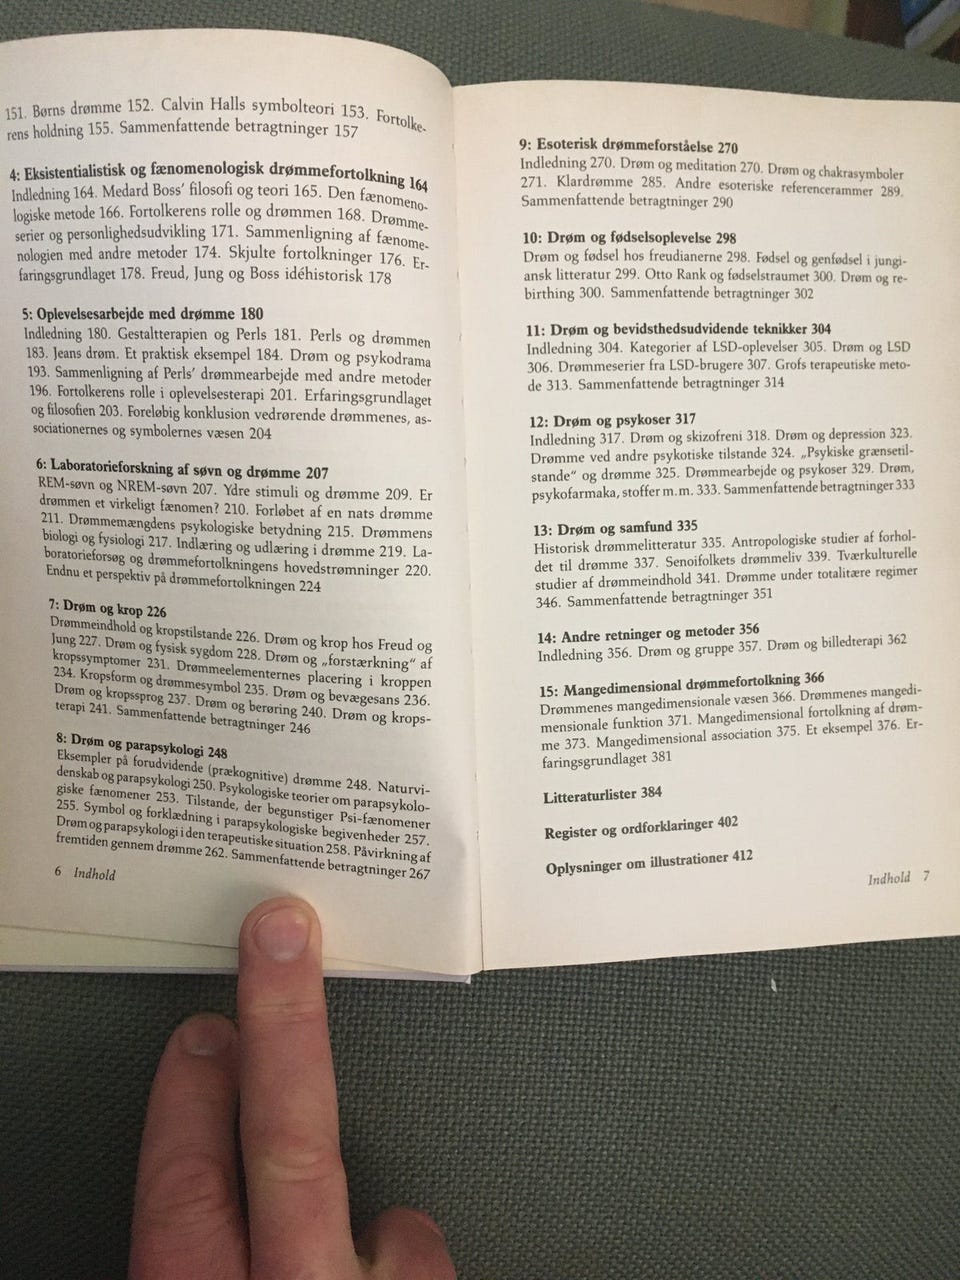 151. Børns drømme 152. Calvin Halls symbolteori 153. Fortolke-
rens holdning 155. Sammenfattende betragtninger 157
4: Eksistentialistisk og fænomenologisk drømmefortolkning 164
Indledning 164. Medard Boss' filosofi og teori 165. Den fænomeno-
logiske metode 166. Fortolkerens rolle og drømmen 168. Drømme-
serier og personlighedsudvikling 171. Sammenligning af fænome-
nologien med andre metoder 174. Skjulte fortolkninger 176. Er-
faringsgrundlaget 178. Freud, Jung og Boss idéhistorisk 178
5: Oplevelsesarbejde med drømme 180
Indledning 180. Gestaltterapien og Perls 181. Perls og drømmen
183. Jeans drøm. Et praktisk eksempel 184. Drøm og psykodrama
193. Sammenligning af Perls' drømmearbejde med andre metoder
196. Fortolkerens rolle i oplevelsesterapi 201. Erfaringsgrundlaget
og filosofien 203. Foreløbig konklusion vedrørende drømmenes, as-
sociationernes og symbolernes væsen 204
6: Laboratorieforskning af søvn og drømme 207
REM-søvn og NREM-søvn 207. Ydre stimuli og drømme 209. Er
drømmen et virkeligt fænomen? 210. Forløbet af en nats drømme
211. Drømmemængdens psykologiske betydning 215. Drømmens
biologi og fysiologi 217. Indlæring og udlæring i drømme 219. La-
boratorieforsøg og drømmefortolkningens hovedstrømninger 220.
Endnu et perspektiv på drømmefortolkningen 224
7: Drøm og krop 226
Drømmeindhold og kropstilstande 226. Drøm og krop hos Freud og
Jung 227. Drøm og fysisk sygdom 228. Drøm og „forstærkning" af
kropssymptomer 231. Drømmeelementernes placering i kroppen
234. Kropsform og drømmesymbol 235. Drøm og bevægesans 236.
Drøm og kropssprog 237. Drøm og berøring 240. Drøm og krops-
terapi 241. Sammenfattende betragtninger 246
8: Drøm og parapsykologi 248
Eksempler på forudvidende (prækognitive) drømme 248. Naturvi-
denskab og parapsykologi 250. Psykologiske teorier om parapsykolo-
giske fænomener 253. Tilstande, der begunstiger Psi-fænomener
255. Symbol og forklædning i parapsykologiske begivenheder 257.
Drøm og parapsykologi i den terapeutiske situation 258. Påvirkning af
fremtiden gennem drømme 262. Sammenfattende betragtninger 267
6 Indhold
9: Esoterisk drømmeforståelse 270
Indledning 270. Drøm og meditation 270. Drøm og chakrasymboler
271. Klardrømme 285. Andre esoteriske referencerammer 289.
Sammenfattende betragtninger 290
10: Drøm og fødselsoplevelse 298
Drøm og fødsel hos freudianerne 298. Fødsel og genfødsel i jungi-
ansk litteratur 299. Otto Rank og fødselstraumet 300. Drøm og re-
birthing 300. Sammenfattende betragtninger 302
11: Drøm og bevidsthedsudvidende teknikker 304
Indledning 304. Kategorier af LSD-oplevelser 305. Drøm og LSD
306. Drømmeserier fra LSD-brugere 307. Grofs terapeutiske meto-
de 313. Sammenfattende betragtninger 314
12: Drøm og psykoser 317
Indledning 317. Drøm og skizofreni 318. Drøm og depression 323.
Drømme ved andre psykotiske tilstande 324. „Psykiske grænsetil-
stande" og drømme 325. Drømmearbejde og psykoser 329. Drøm,
psykofarmaka, stoffer m.m. 333. Sammenfattende betragtninger 333
13: Drøm og samfund 335
Historisk drømmelitteratur 335. Antropologiske studier af forhol-
det til drømme 337. Senoifolkets drømmeliv 339. Tværkulturelle
studier af drømmeindhold 341. Drømme under totalitære regimer
346. Sammenfattende betragtninger 351
14: Andre retninger og metoder 356
Indledning 356. Drøm og gruppe 357. Drøm og billedterapi 362
15: Mangedimensional drømmefortolkning 366
Drømmenes mangedimensionale væsen 366. Drømmenes mangedi-
mensionale funktion 371. Mangedimensional fortolkning af drøm-
me 373. Mangedimensional association 375. Et eksempel 376. Er-
faringsgrundlaget 381
Litteraturlister 384
Register og ordforklaringer 402
Oplysninger om illustrationer 412
Indhold 7